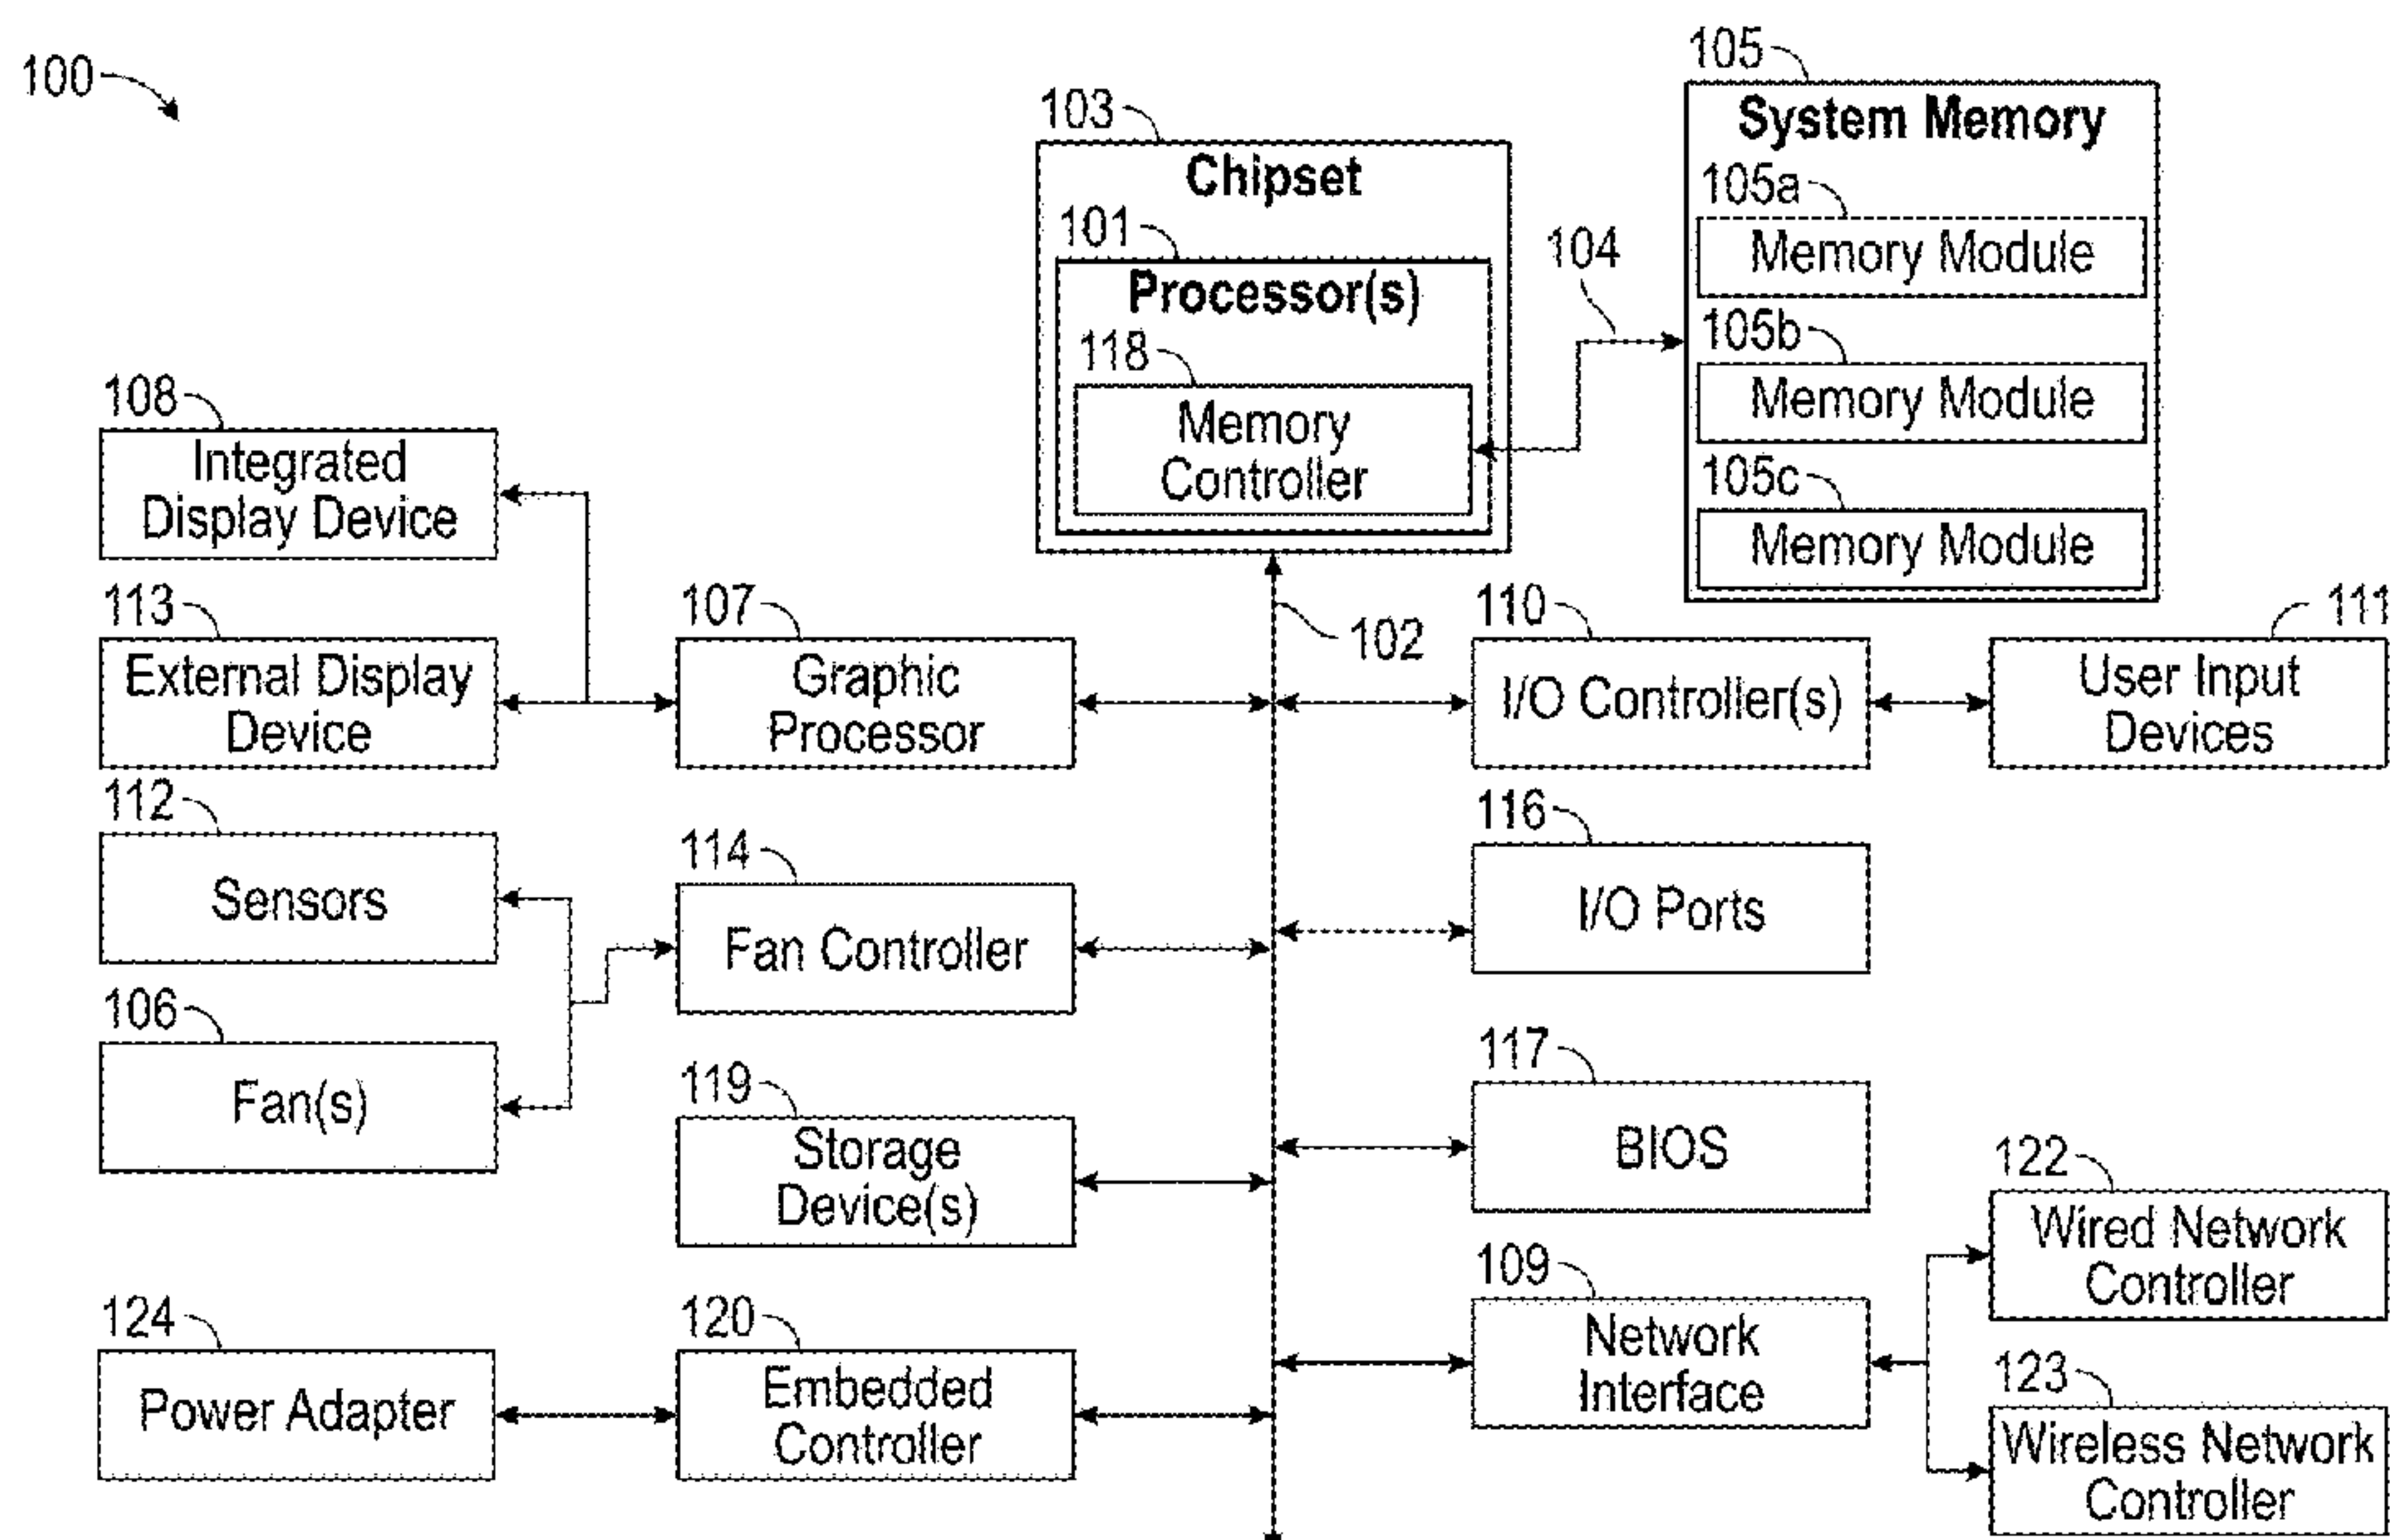 100
103
Chipset
101
Processor(s)
118
Memory
Controller
104
105
System Memory
105a
Memory Module
105b
Memory Module
105c
Memory Module
102
108
Integrated
Display Device
113
External Display
Device
107
Graphic
Processor
110
I/O Controller(s)
111
User Input
Devices
112
Sensors
114
Fan Controller
116
I/O Ports
106
Fan(s)
119
Storage
Device(s)
117
BIOS
124
Power Adapter
120
Embedded
Controller
109
Network
Interface
122
Wired Network
Controller
123
Wireless Network
Controller